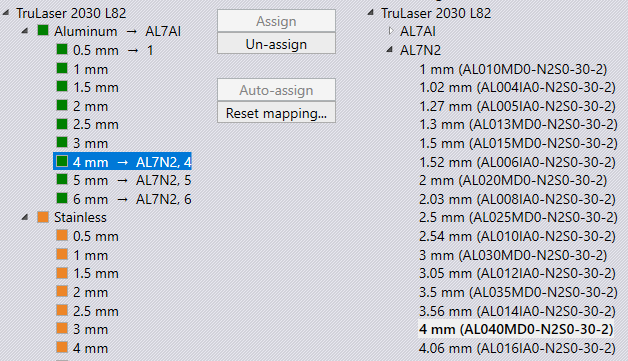 TruLaser 2030 L82
Aluminum → AL7AI
0.5 mm → 1
1 mm
1.5 mm
2 mm
2.5 mm
3 mm
4 mm → AL7N2, 4
5 mm → AL7N2, 5
6 mm → AL7N2, 6
Stainless
0.5 mm
1 mm
1.5 mm
2 mm
2.5 mm
3 mm
4 mm
Assign
Un-assign
Auto-assign
Reset mapping...
TruLaser 2030 L82
AL7AI
AL7N2
1 mm (AL010MD0-N2S0-30-2)
1.02 mm (AL004IA0-N2S0-30-2)
1.27 mm (AL005IA0-N2S0-30-2)
1.3 mm (AL013MD0-N2S0-30-2)
1.5 mm (AL015MD0-N2S0-30-2)
1.52 mm (AL006IA0-N2S0-30-2)
2 mm (AL020MD0-N2S0-30-2)
2.03 mm (AL008IA0-N2S0-30-2)
2.5 mm (AL025MD0-N2S0-30-2)
2.54 mm (AL010IA0-N2S0-30-2)
3 mm (AL030MD0-N2S0-30-2)
3.05 mm (AL012IA0-N2S0-30-2)
3.5 mm (AL035MD0-N2S0-30-2)
3.56 mm (AL014IA0-N2S0-30-2)
4 mm (AL040MD0-N2S0-30-2)
4.06 mm (AL016IA0-N2S0-30-2)